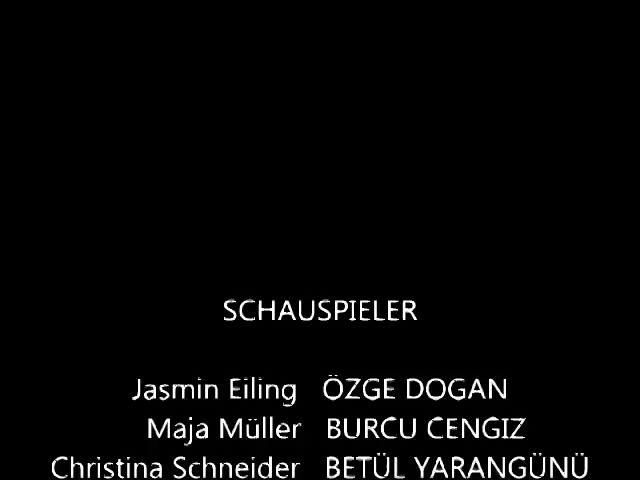 SCHAUSPIELER
Jasmin Eiling ÖZGE DOGAN
Maja Müller BURCU CENGIZ
Christina Schneider BETÜL YARANGÜNÜ